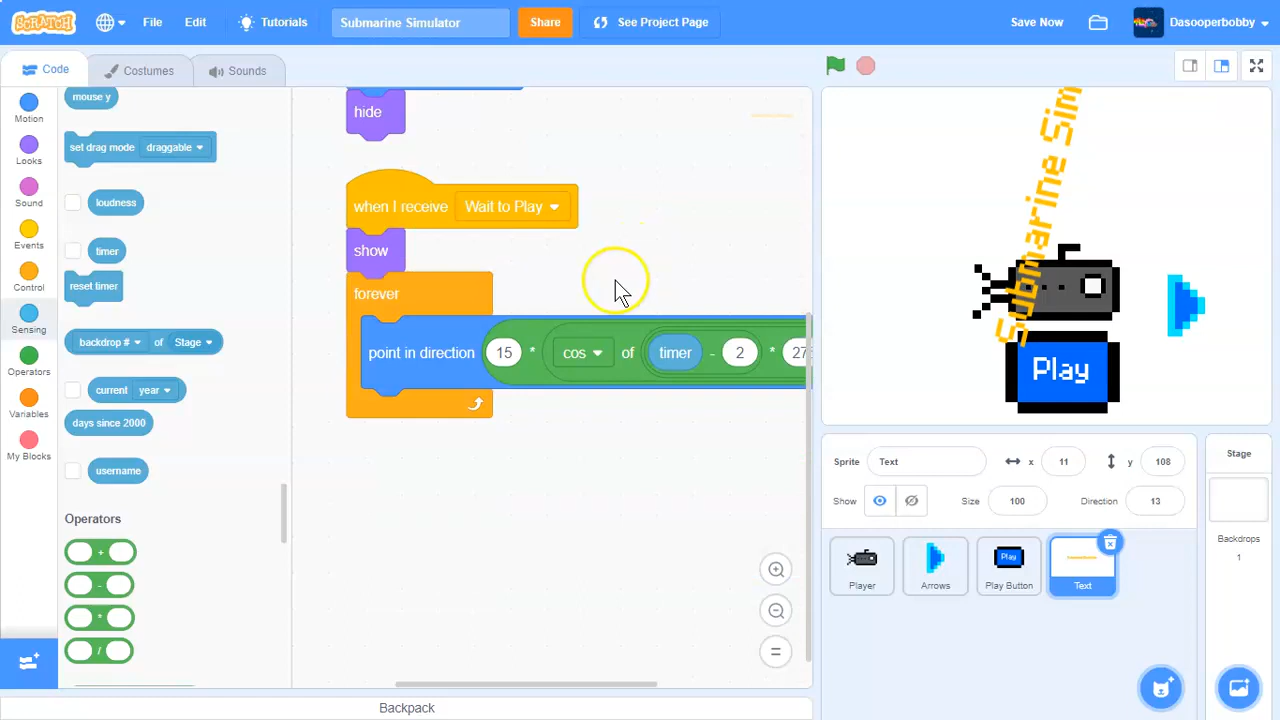 SCRATCH
File
Edit
Tutorials
Submarine Simulator
Share
See Project Page
Save Now
Dasooperbobby
Code
Costumes
Sounds
Motion
Looks
Sound
Events
Control
Sensing
Operators
Variables
My Blocks
mouse y
set drag mode draggable
loudness
timer
reset timer
backdrop # of Stage
current year
days since 2000
username
Operators
+
-
*
/
hide
when I receive Wait to Play
show
forever
point in direction 15 * cos of timer - 2 * 27
Submarine Sim
Play
Sprite Text x 11 y 108
Show Size 100 Direction 13
Player
Arrows
Play
Play Button
Text
Stage
Backdrops
1
Backpack